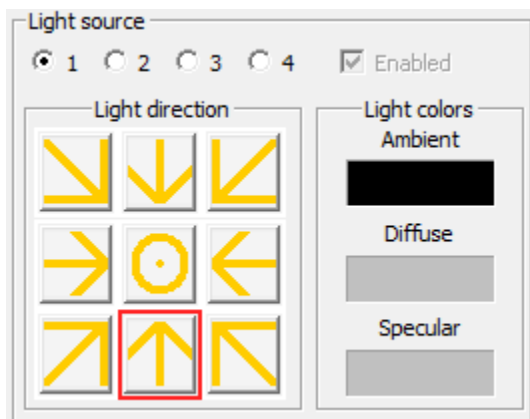 Light source
1 2 3 4 Enabled
Light direction
Light colors
Ambient
Diffuse
Specular